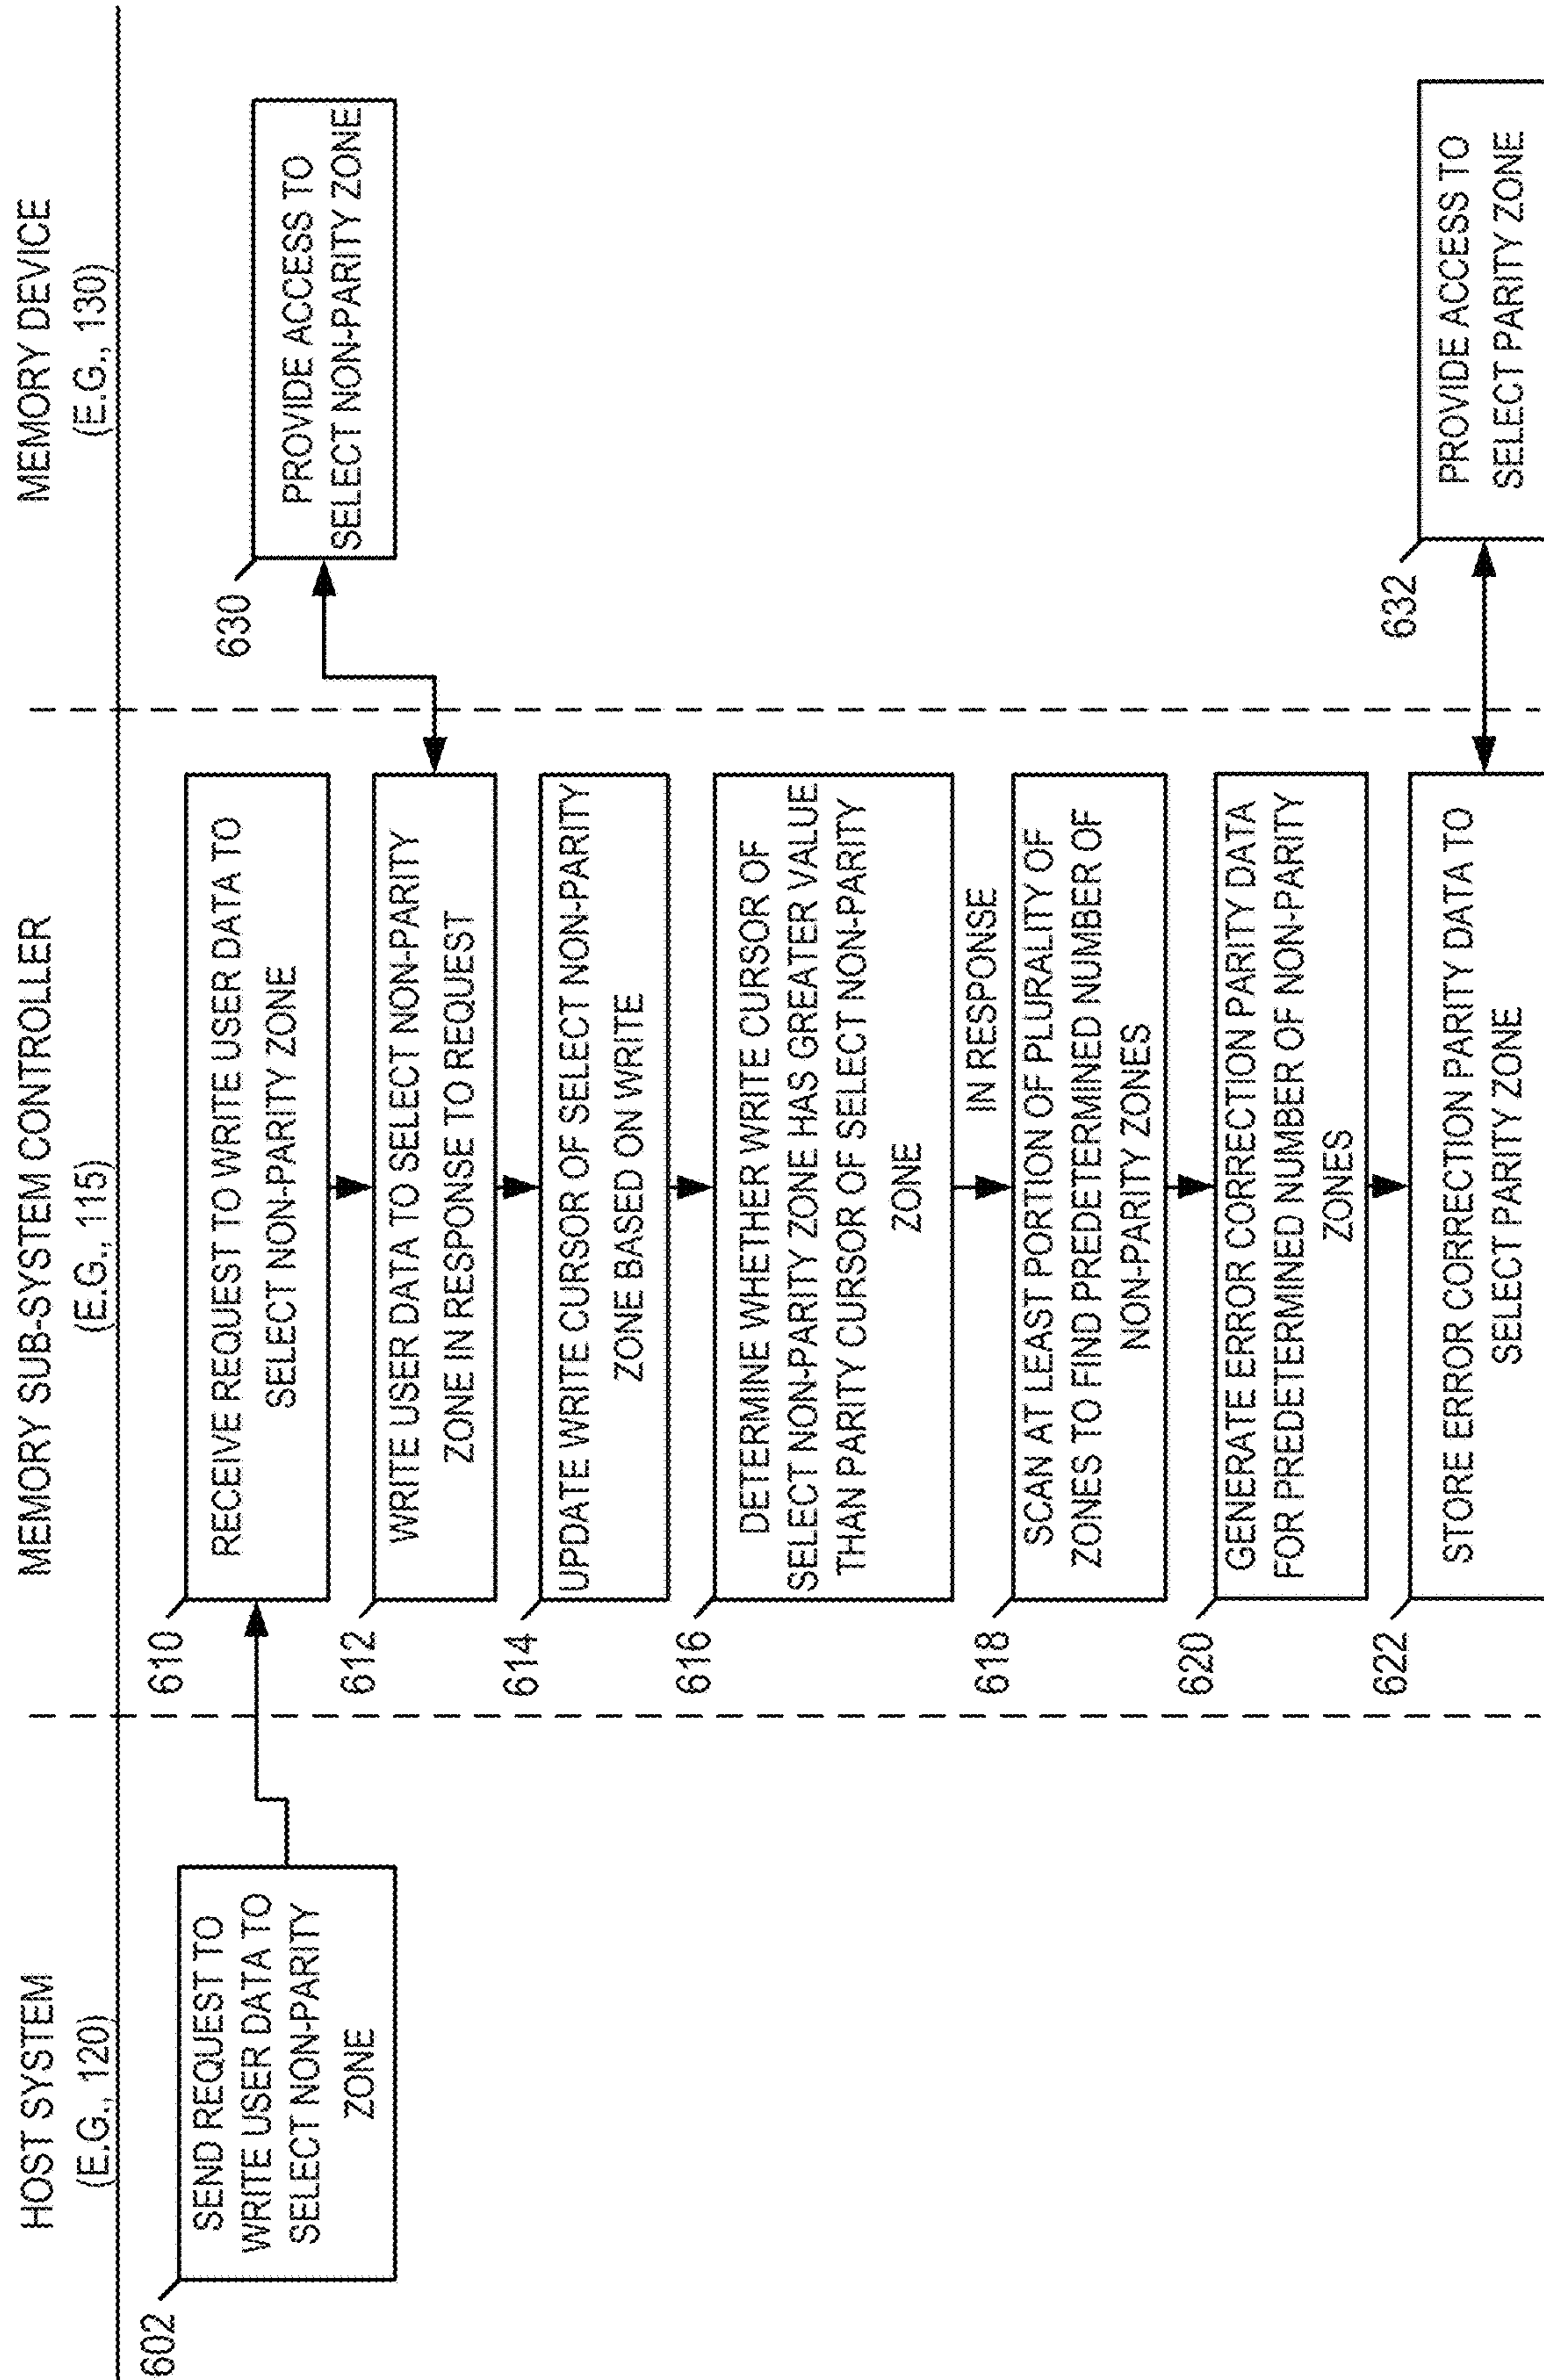 HOST SYSTEM
(E.G., 120)
MEMORY SUB-SYSTEM CONTROLLER
(E.G., 115)
MEMORY DEVICE
(E.G., 130)
602
SEND REQUEST TO
WRITE USER DATA TO
SELECT NON-PARITY
ZONE
610
RECEIVE REQUEST TO WRITE USER DATA TO
SELECT NON-PARITY ZONE
612
WRITE USER DATA TO SELECT NON-PARITY
ZONE IN RESPONSE TO REQUEST
614
UPDATE WRITE CURSOR OF SELECT NON-PARITY
ZONE BASED ON WRITE
616
DETERMINE WHETHER WRITE CURSOR OF
SELECT NON-PARITY ZONE HAS GREATER VALUE
THAN PARITY CURSOR OF SELECT NON-PARITY
ZONE
IN RESPONSE
618
SCAN AT LEAST PORTION OF PLURALITY OF
ZONES TO FIND PREDETERMINED NUMBER OF
NON-PARITY ZONES
620
GENERATE ERROR CORRECTION PARITY DATA
FOR PREDETERMINED NUMBER OF NON-PARITY
ZONES
622
STORE ERROR CORRECTION PARITY DATA TO
SELECT PARITY ZONE
630
PROVIDE ACCESS TO
SELECT NON-PARITY ZONE
632
PROVIDE ACCESS TO
SELECT PARITY ZONE